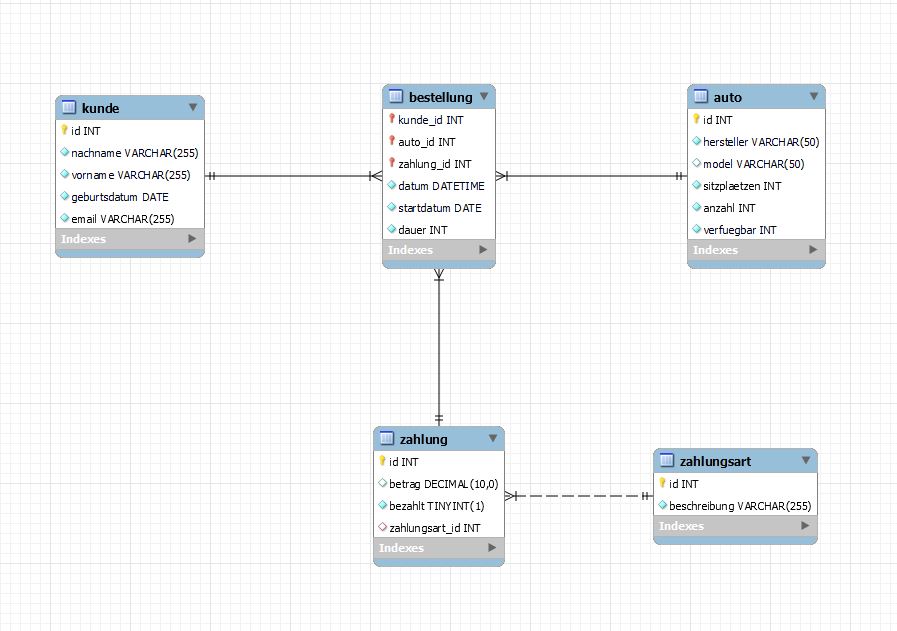 kunde
id INT
nachname VARCHAR(255)
vorname VARCHAR(255)
geburtsdatum DATE
email VARCHAR(255)
Indexes
bestellung
kunde_id INT
auto_id INT
zahlung_id INT
datum DATETIME
startdatum DATE
dauer INT
Indexes
auto
id INT
hersteller VARCHAR(50)
model VARCHAR(50)
sitzplaetzen INT
anzahl INT
verfuegbar INT
Indexes
zahlung
id INT
betrag DECIMAL(10,0)
bezahlt TINYINT(1)
zahlungsart_id INT
Indexes
zahlungsart
id INT
beschreibung VARCHAR(255)
Indexes